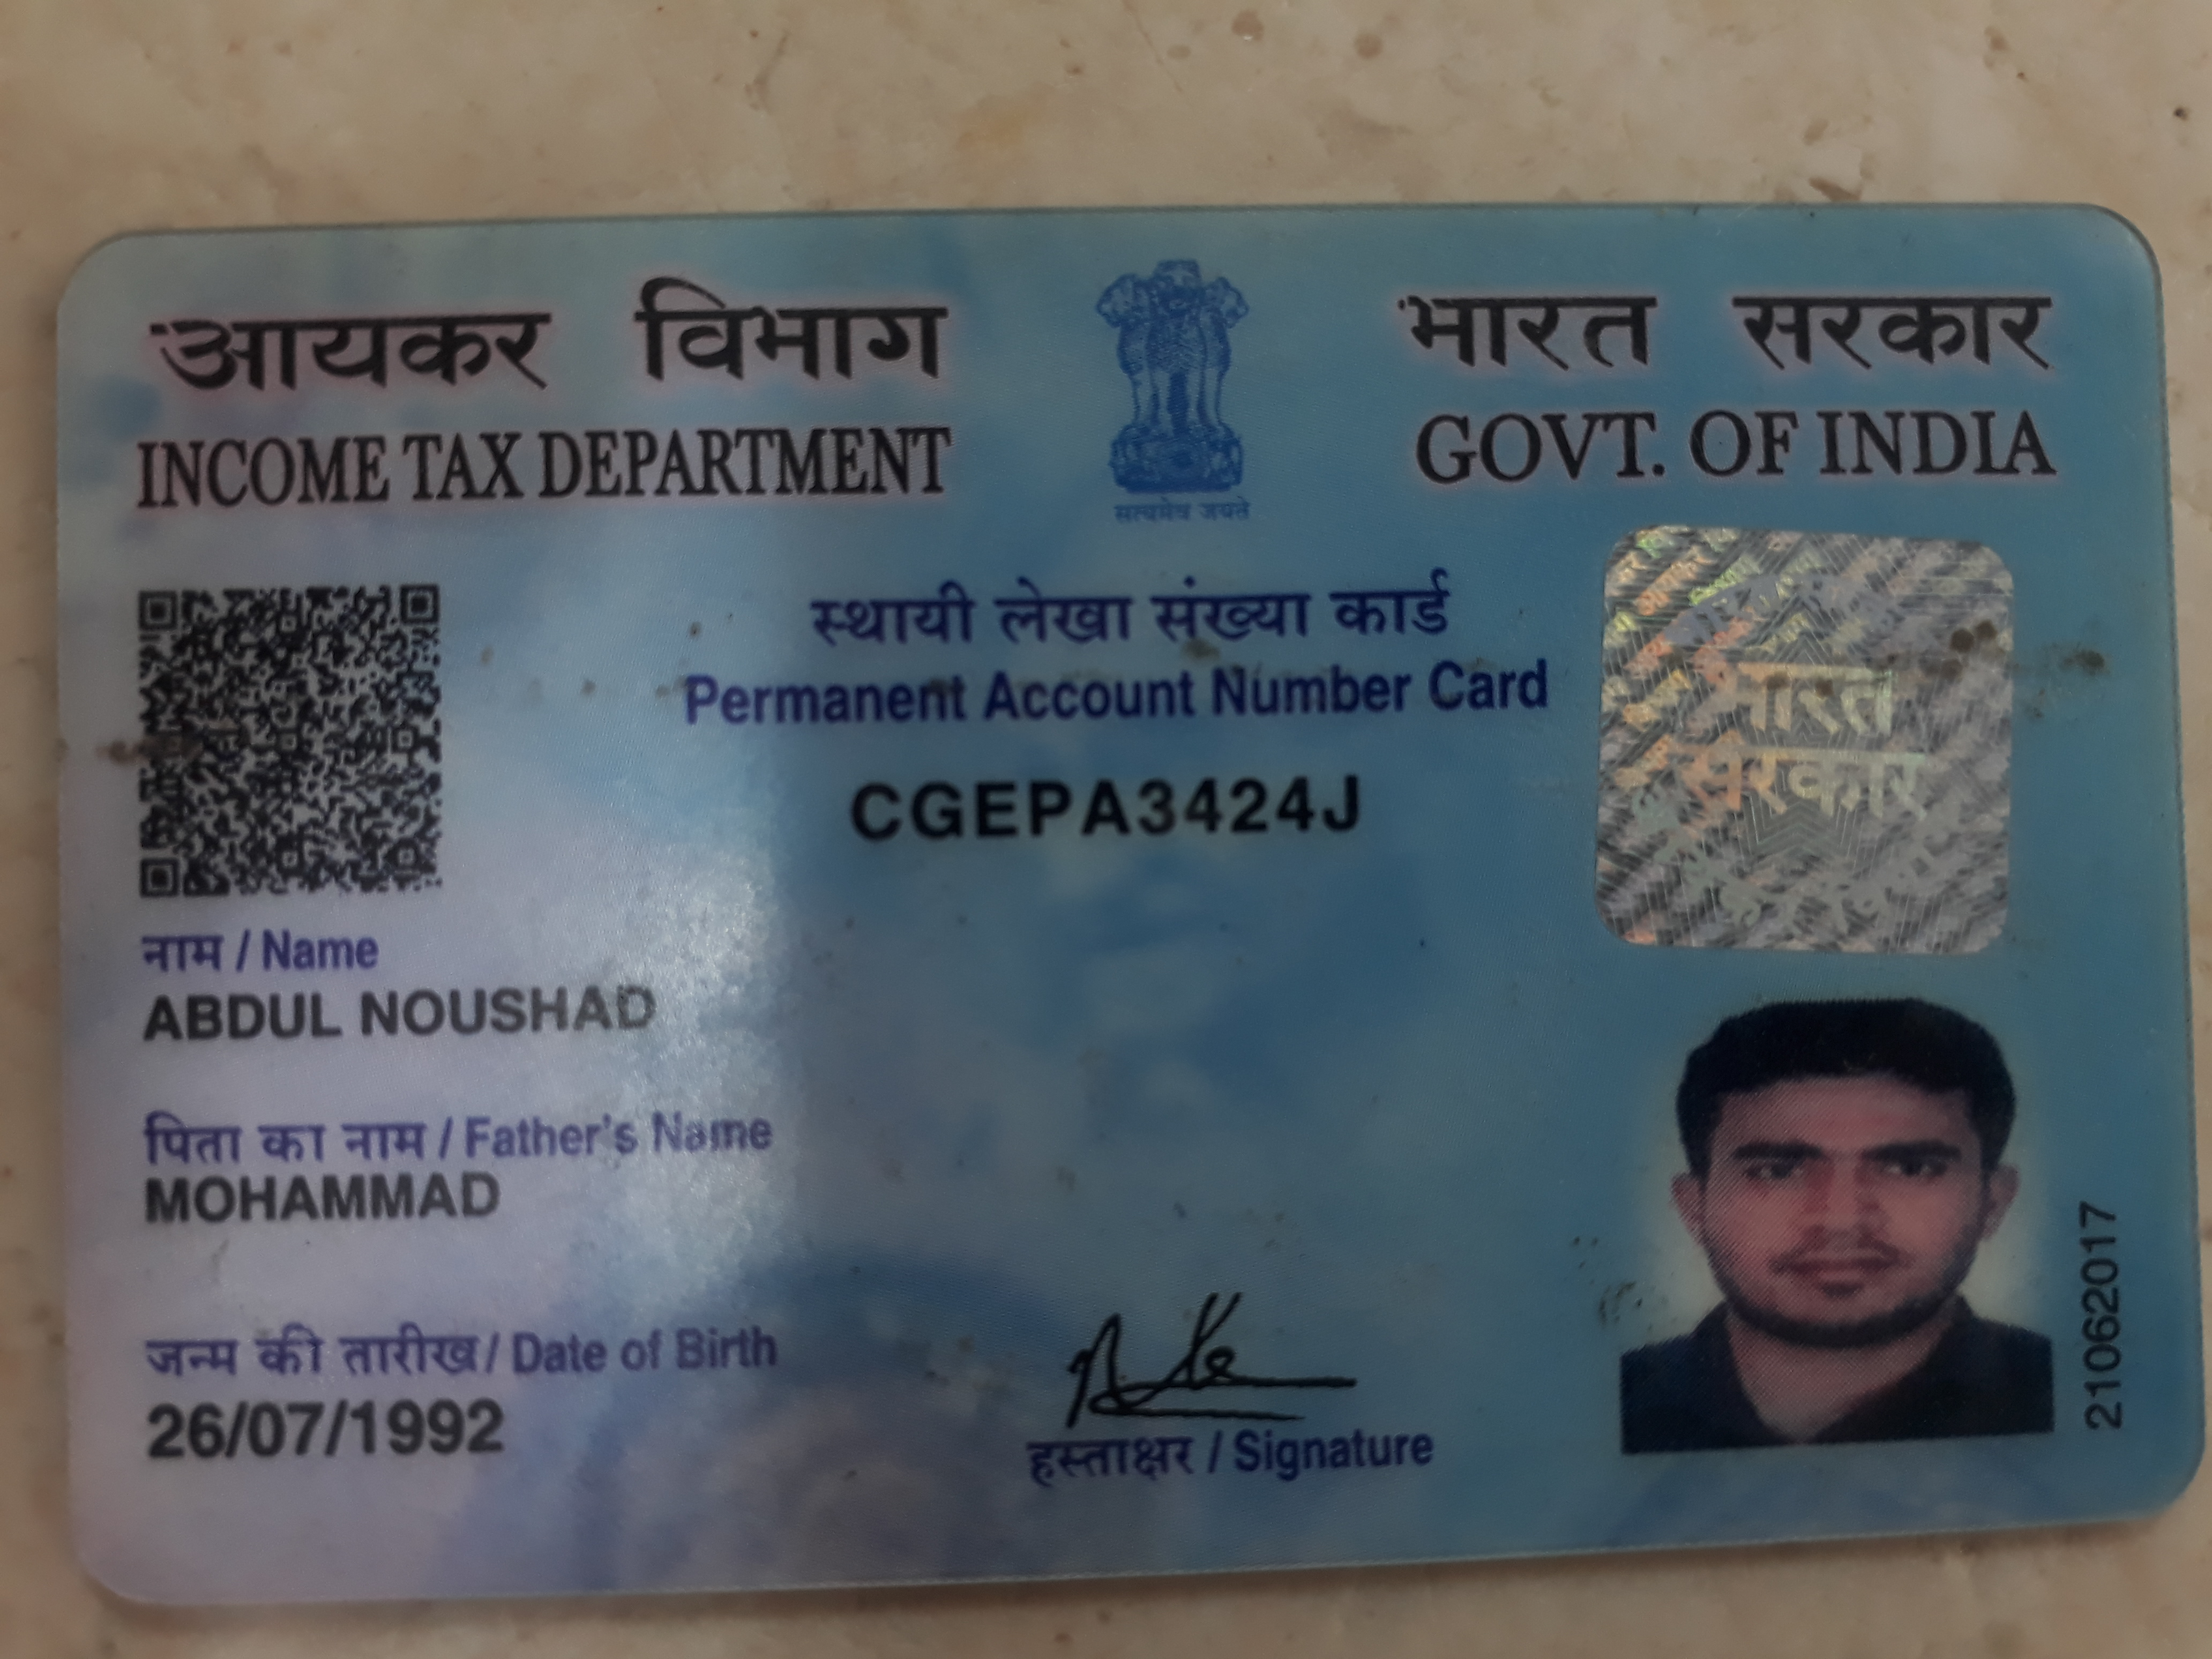 आयकर विभाग
INCOME TAX DEPARTMENT
सत्यमेव जयते
भारत सरकार
GOVT. OF INDIA
स्थायी लेखा संख्या कार्ड
Permanent Account Number Card
CGEPA3424J
भारत
सरकार
नाम / Name
ABDUL NOUSHAD
पिता का नाम / Father's Name
MOHAMMAD
जन्म की तारीख / Date of Birth
26/07/1992
हस्ताक्षर / Signature
21062017